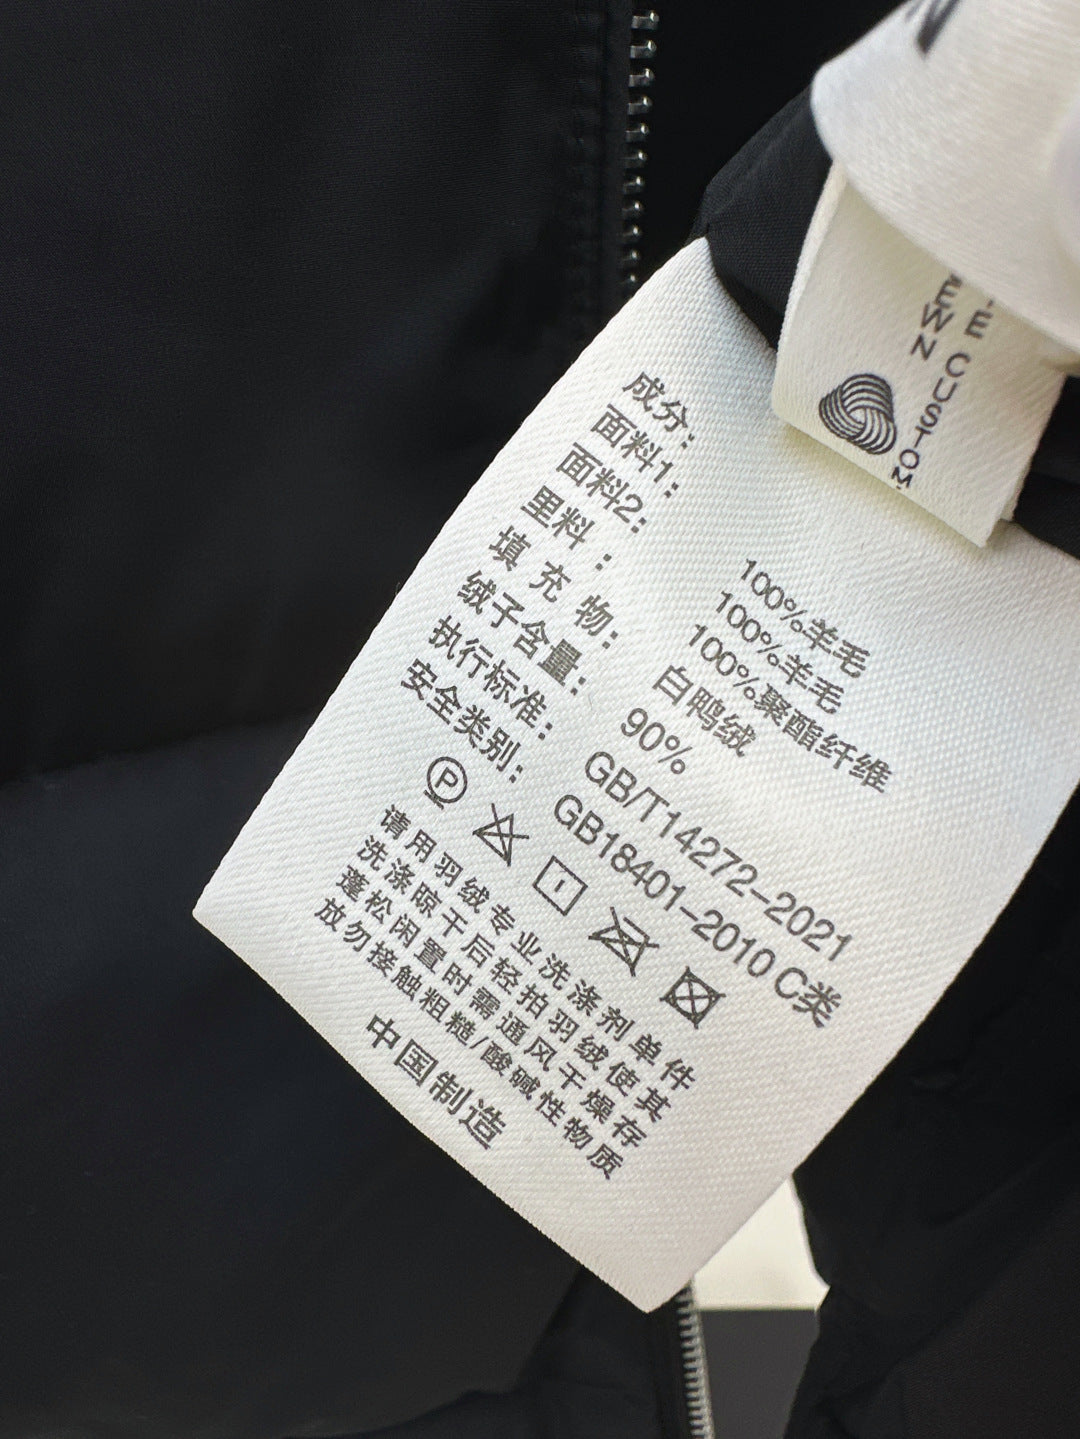 成分:
面料1: 100%羊毛
面料2: 100%羊毛
里料: 100%聚酯纤维
填充物: 白鸭绒
绒子含量: 90%
执行标准: GB/T14272-2021
安全类别: GB18401-2010 C类
P
请用羽绒专业洗涤剂单件
洗涤晾干后轻拍羽绒使其
蓬松闲置时需通风干燥存
放勿接触粗糙/酸碱性物质
中国制造
CUSTOM